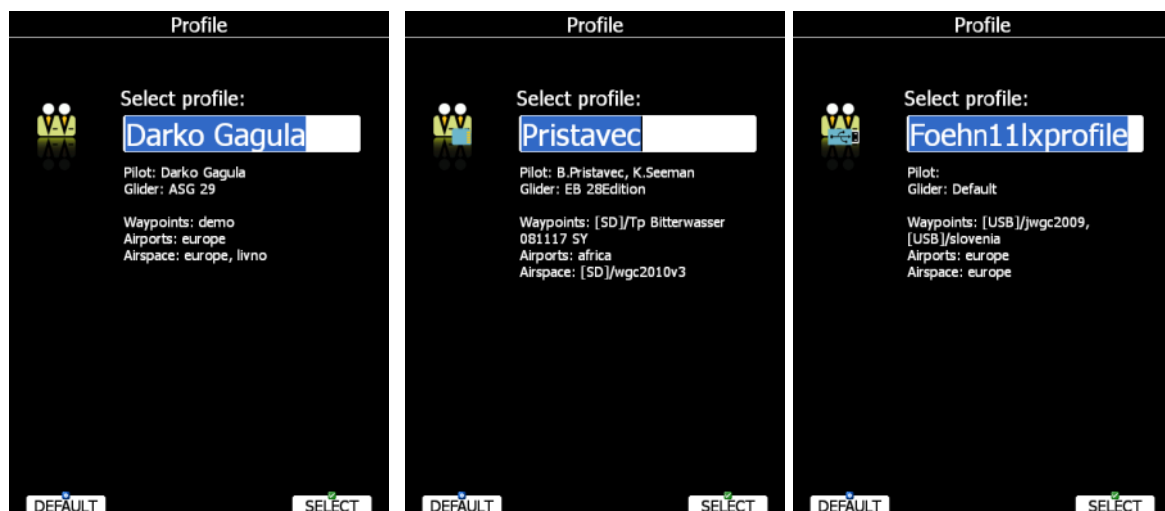 Profile
Select profile:
Darko Gagula
Pilot: Darko Gagula
Glider: ASG 29
Waypoints: demo
Airports: europe
Airspace: europe, livno
DEFAULT
SELECT
Profile
Select profile:
Pristavec
Pilot: B.Pristavec, K.Seeman
Glider: EB 28Edition
Waypoints: [SD]/Tp Bitterwasser
081117 SY
Airports: africa
Airspace: [SD]/wgc2010v3
DEFAULT
SELECT
Profile
Select profile:
Foehn11lxprofile
Pilot:
Glider: Default
Waypoints: [USB]/jwgc2009,
[USB]/slovenia
Airports: europe
Airspace: europe
DEFAULT
SELECT